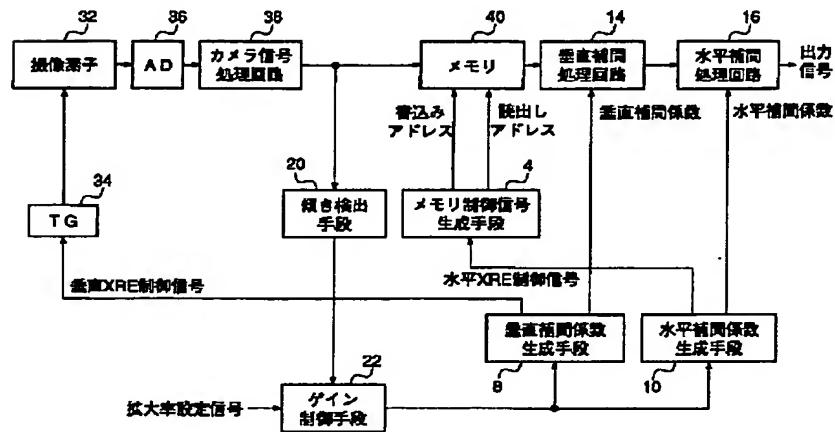 32
36
38
40
14
16
撮像素子
AD
カメラ信号
処理回路
メモリ
垂直補間
処理回路
水平補間
処理回路
出力
信号
書込み
アドレス
読出し
アドレス
垂直補間係数
水平補間係数
20
4
34
傾き検出
手段
メモリ制御信号
生成手段
TG
垂直XRE制御信号
水平XRE制御信号
垂直補間係数
生成手段
水平補間係数
生成手段
8
10
22
拡大率設定信号
ゲイン
制御手段